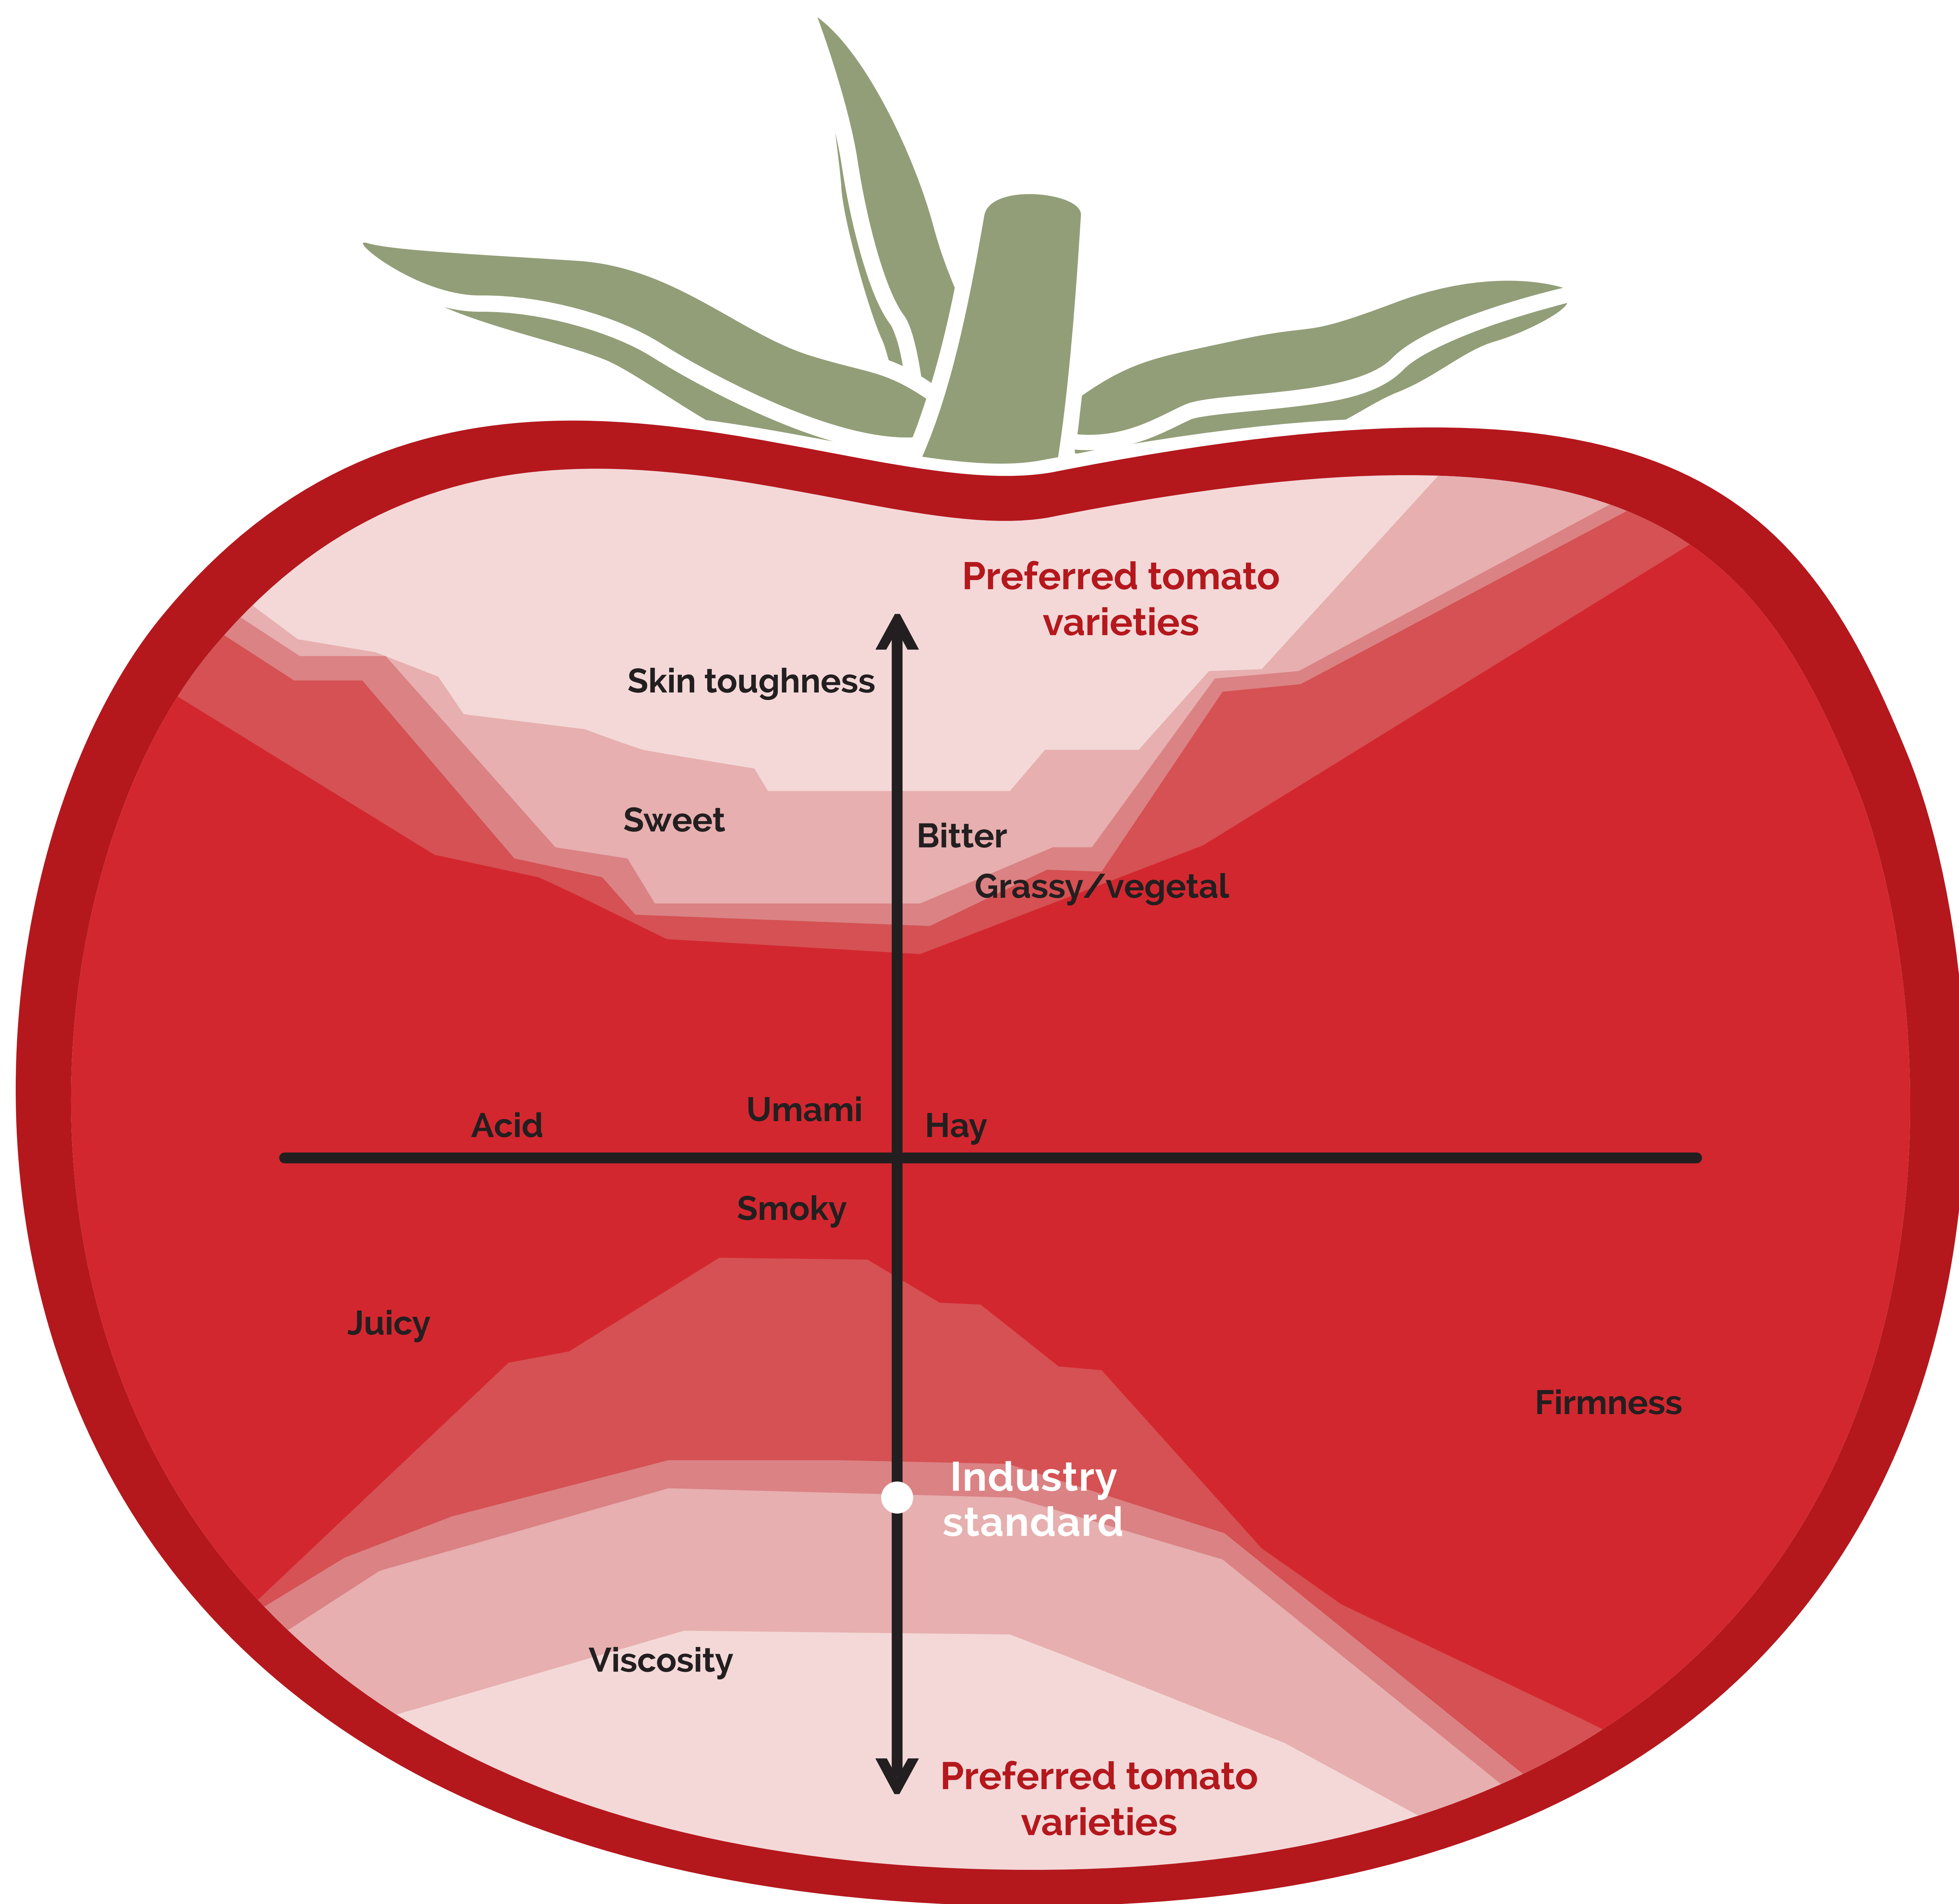 Preferred tomato
varieties
Skin toughness
Sweet
Bitter
Grassy/vegetal
Umami
Acid
Hay
Smoky
Juicy
Firmness
Industry
standard
Viscosity
Preferred tomato
varieties